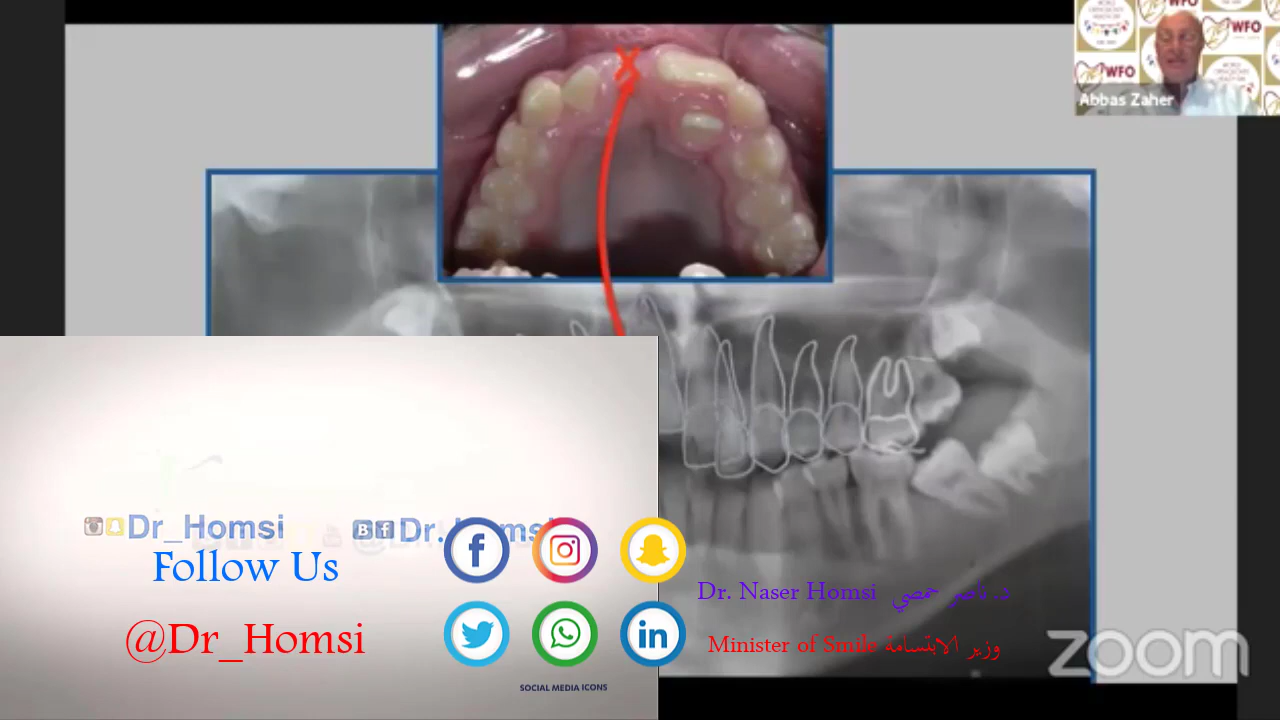 WFO
WFO
WFO
Abbas Zaher
Dr_Homsi
Dr.
Follow Us
@Dr_Homsi
Dr. Naser Homsi د. ناصر حمصي
Minister of Smile وزير الابتسامة
SOCIAL MEDIA ICONS
zoom